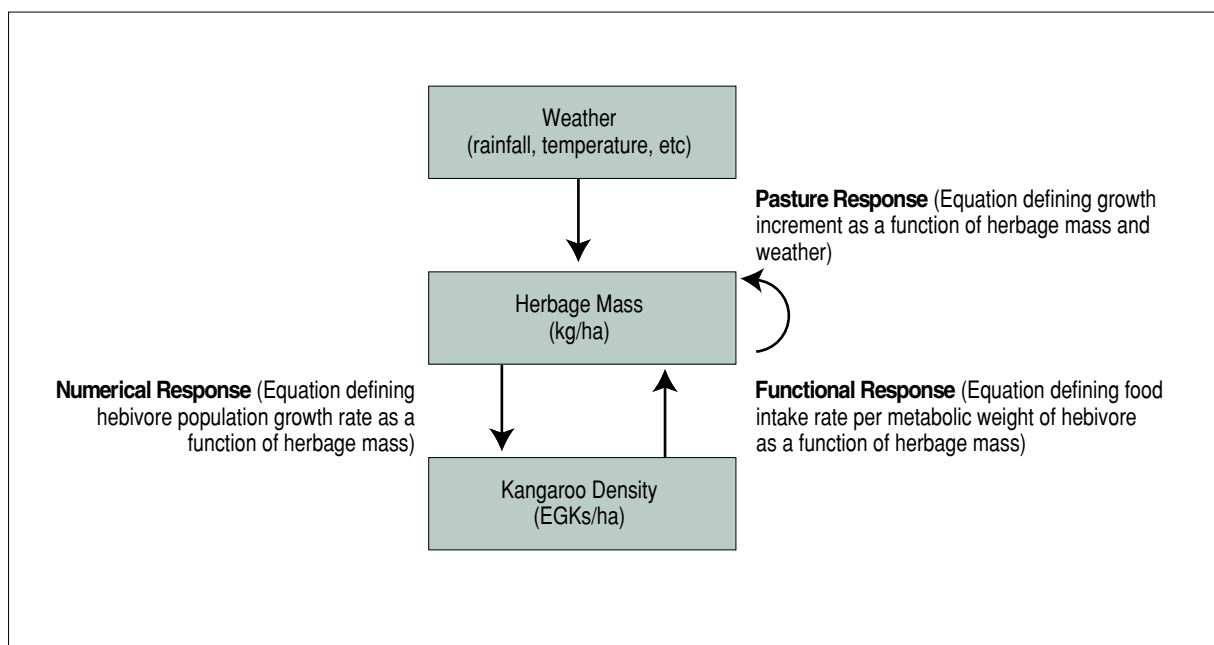 Weather
(rainfall, temperature, etc)
Pasture Response (Equation defining growth
increment as a function of herbage mass and
weather)
Herbage Mass
(kg/ha)
Numerical Response (Equation defining
hebivore population growth rate as a
function of herbage mass)
Functional Response (Equation defining food
intake rate per metabolic weight of hebivore
as a function of herbage mass)
Kangaroo Density
(EGKs/ha)